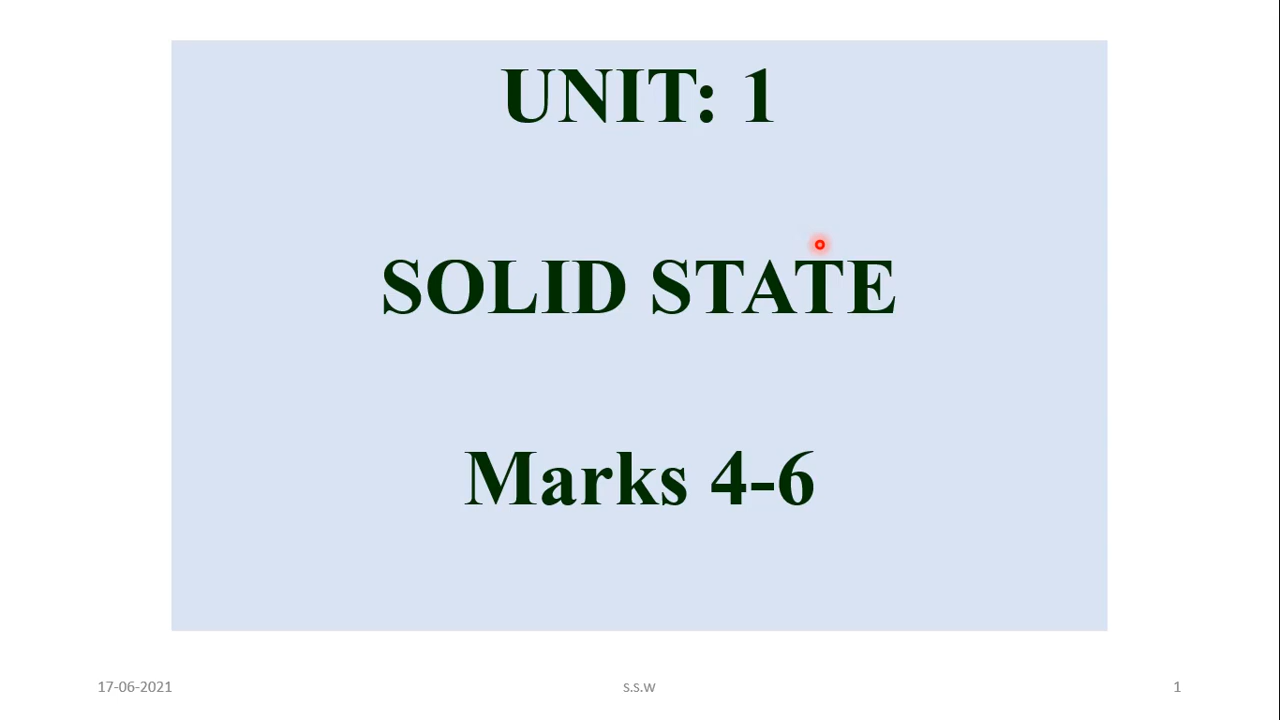 UNIT: 1
SOLID STATE
Marks 4-6
17-06-2021
s.s.w
1